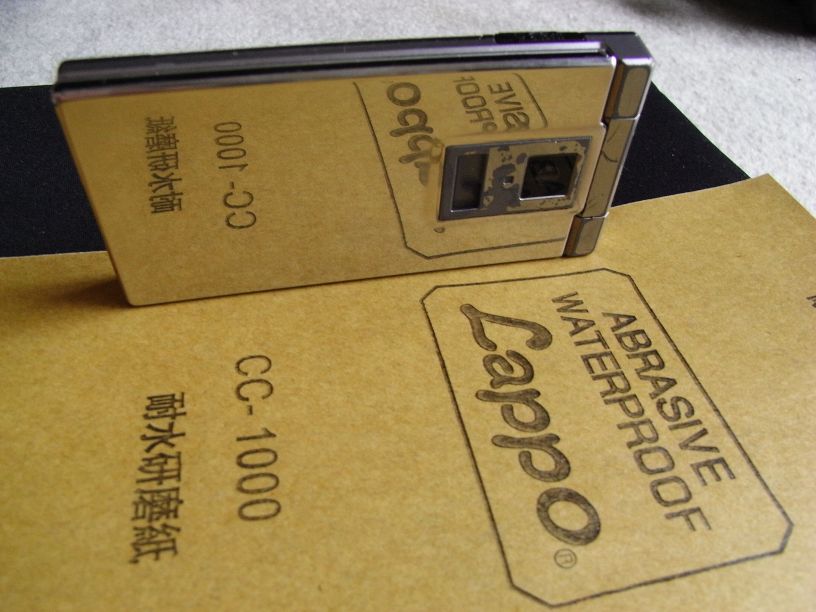 ABRASIVE
WATERPROOF
Lappo®
CC-1000
耐水研磨紙